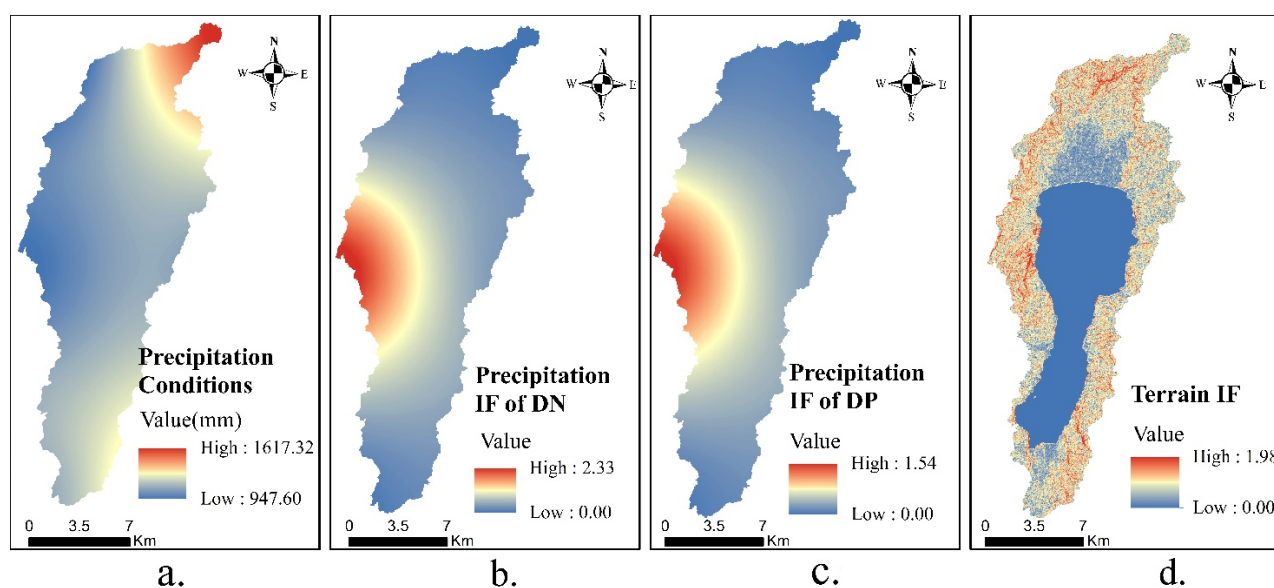 N
W E
S
Precipitation
Conditions
Value(mm)
High : 1617.32
Low : 947.60
0 3.5 7
Km
a.
N
W E
S
Precipitation
IF of DN
Value
High : 2.33
Low : 0.00
0 3.5 7
Km
b.
N
W E
S
Precipitation
IF of DP
Value
High : 1.54
Low : 0.00
0 3.5 7
Km
c.
N
W E
S
Terrain IF
Value
High : 1.98
Low : 0.00
0 3.5 7
Km
d.